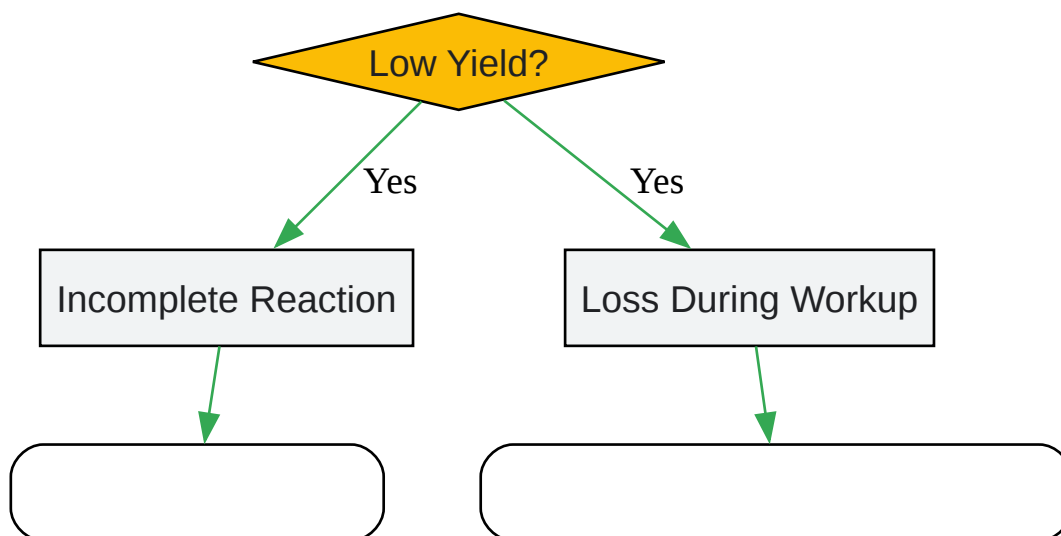 Low Yield?
Yes
Yes
Incomplete Reaction
Loss During Workup